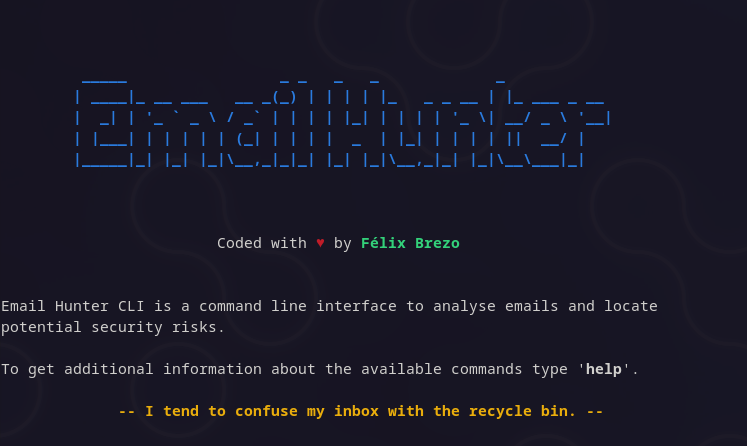 Email Hunter
Coded with ♥ by Félix Brezo
Email Hunter CLI is a command line interface to analyse emails and locate
potential security risks.
To get additional information about the available commands type 'help'.
-- I tend to confuse my inbox with the recycle bin. --